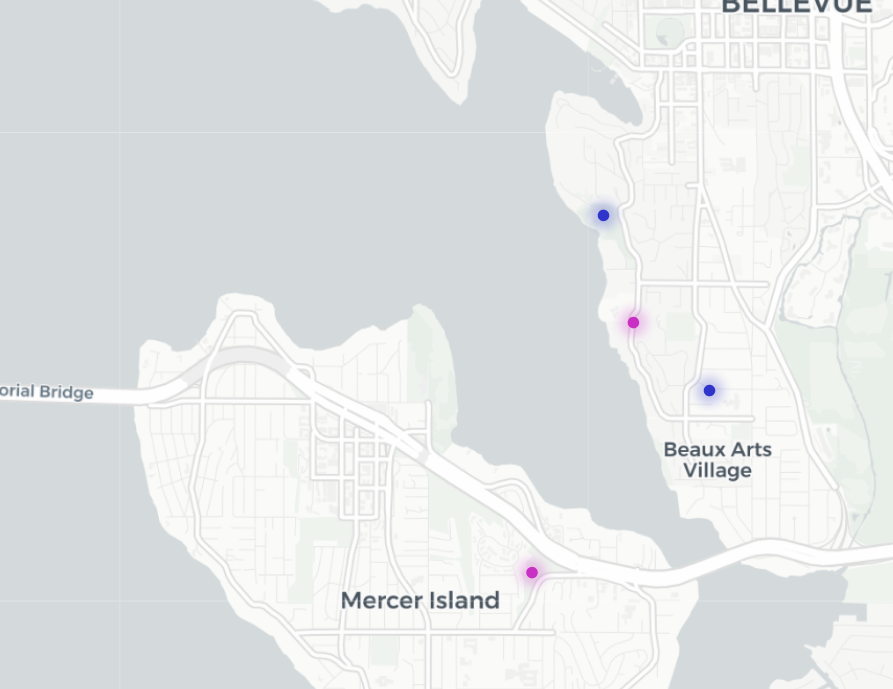 BELLEVUE
orial Bridge
Beaux Arts
Village
Mercer Island